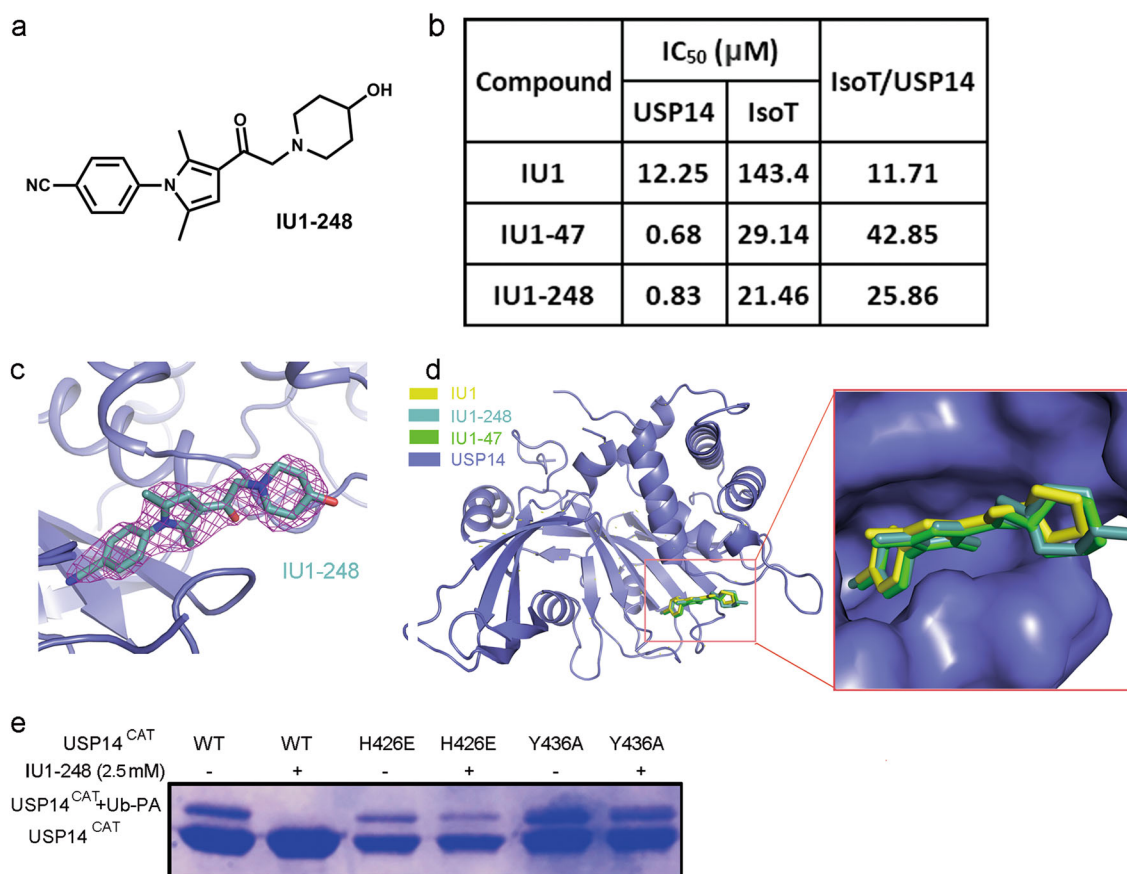 a
OH
O
N
N
NC
IU1-248
b
Compound
IC50 (μM)
IsoT/USP14
USP14 IsoT
IU1 12.25 143.4 11.71
IU1-47 0.68 29.14 42.85
IU1-248 0.83 21.46 25.86
c
IU1-248
d
IU1
IU1-248
IU1-47
USP14
e
USP14 CAT WT WT H426E H426E Y436A Y436A
IU1-248 (2.5 mM) - + - + - +
USP14 CAT+Ub-PA
USP14 CAT